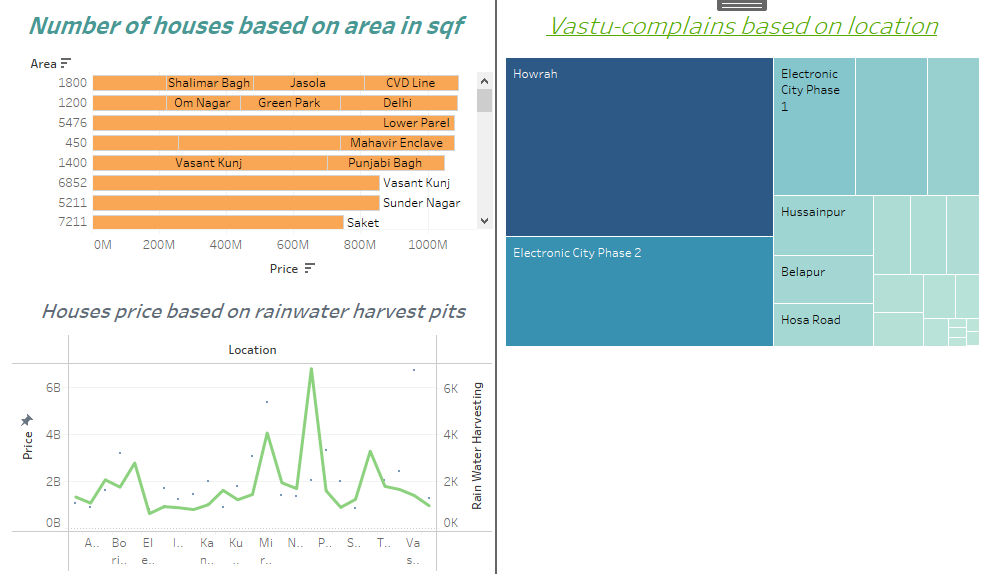 Number of houses based on area in sqf
Area
1800 Shalimar Bagh Jasola CVD Line
1200 Om Nagar Green Park Delhi
5476 Lower Parel
450 Mahavir Enclave
1400 Vasant Kunj Punjabi Bagh
6852 Vasant Kunj
5211 Sunder Nagar
7211 Saket
0M 200M 400M 600M 800M 1000M
Price
Houses price based on rainwater harvest pits
Location
6B 6K
4B 4K
2B 2K
0B 0K
Price
Rain Water Harvesting
A.. Bo El I.. Ka Ku Mi N.. P.. S.. T.. Va
ri.. e.. n.. .. r.. s..
Vastu-complains based on location
Howrah
Electronic
City Phase
1
Hussainpur
Electronic City Phase 2
Belapur
Hosa Road